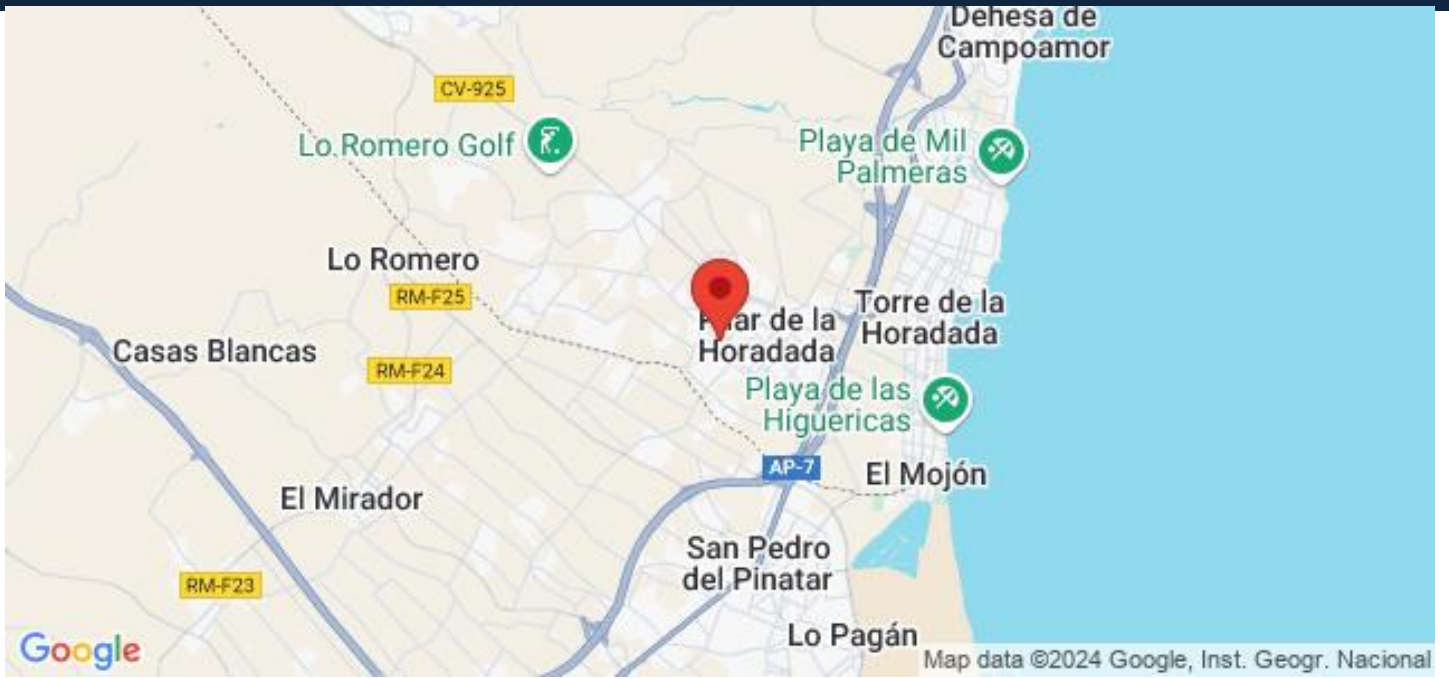 Dehesa de
Campoamor
CV-925
Lo Romero Golf
Playa de Mil
Palmeras
Lo Romero
RM-F25
Torre de la
Horadada
de la
Horadada
Casas Blancas
RM-F24
Playa de las
Higuericas
AP-7
El Mojón
El Mirador
San Pedro
del Pinatar
RM-F23
Lo Pagán
Google
Map data ©2024 Google, Inst. Geogr. Nacional